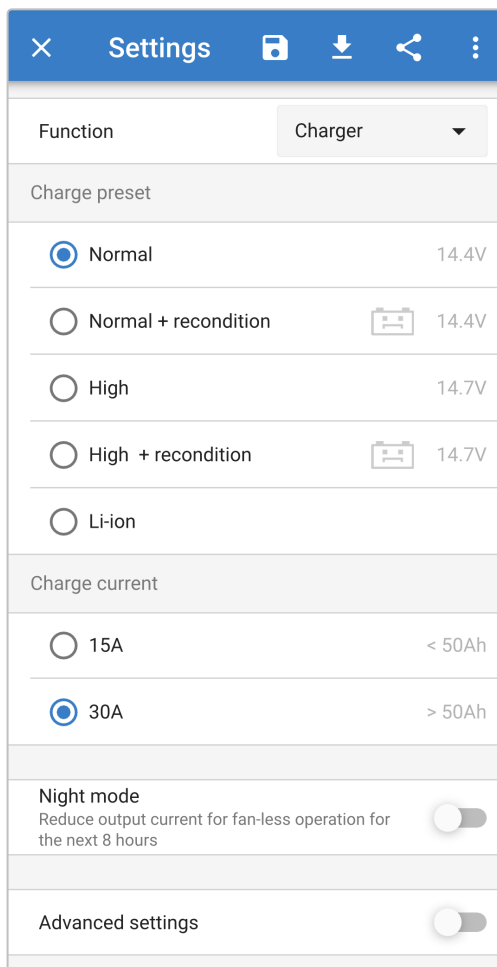 Settings
Function Charger
Charge preset
Normal 14.4V
Normal + recondition 14.4V
High 14.7V
High + recondition 14.7V
Li-ion
Charge current
15A < 50Ah
30A > 50Ah
Night mode
Reduce output current for fan-less operation for
the next 8 hours
Advanced settings